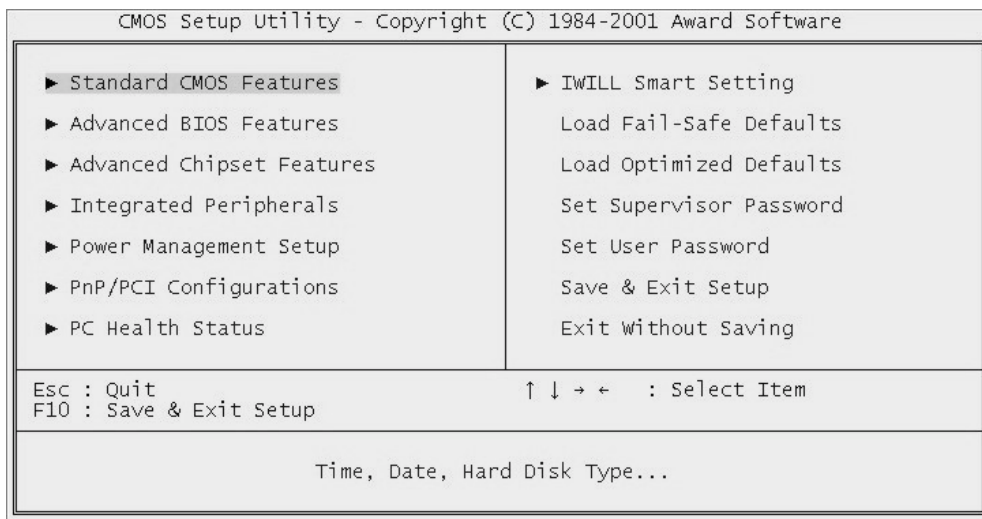 CMOS Setup Utility - Copyright (C) 1984-2001 Award Software
► Standard CMOS Features
► Advanced BIOS Features
► Advanced Chipset Features
► Integrated Peripherals
► Power Management Setup
► PnP/PCI Configurations
► PC Health Status
► IWILL Smart Setting
Load Fail-Safe Defaults
Load Optimized Defaults
Set Supervisor Password
Set User Password
Save & Exit Setup
Exit Without Saving
Esc : Quit
F10 : Save & Exit Setup
↑ ↓ → ← : Select Item
Time, Date, Hard Disk Type...